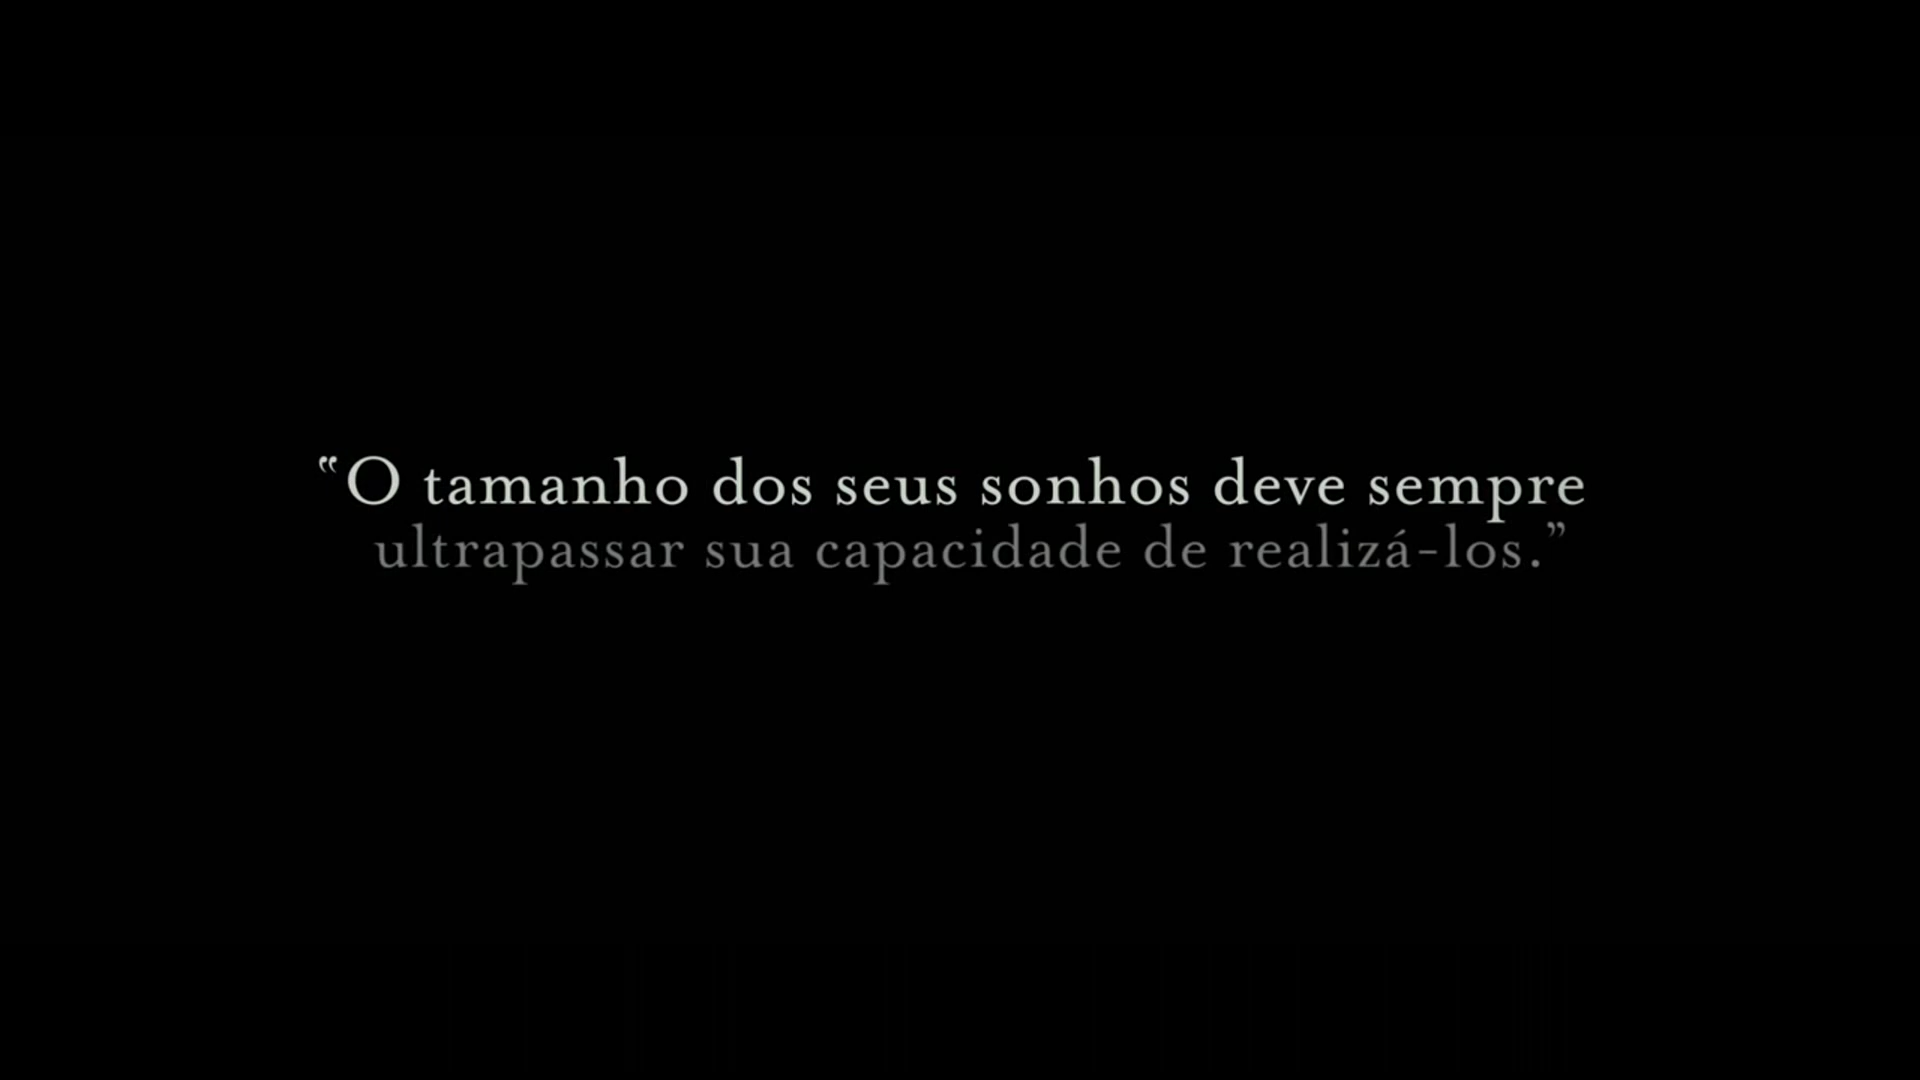 “O tamanho dos seus sonhos deve sempre
ultrapassar sua capacidade de realizá-los.”